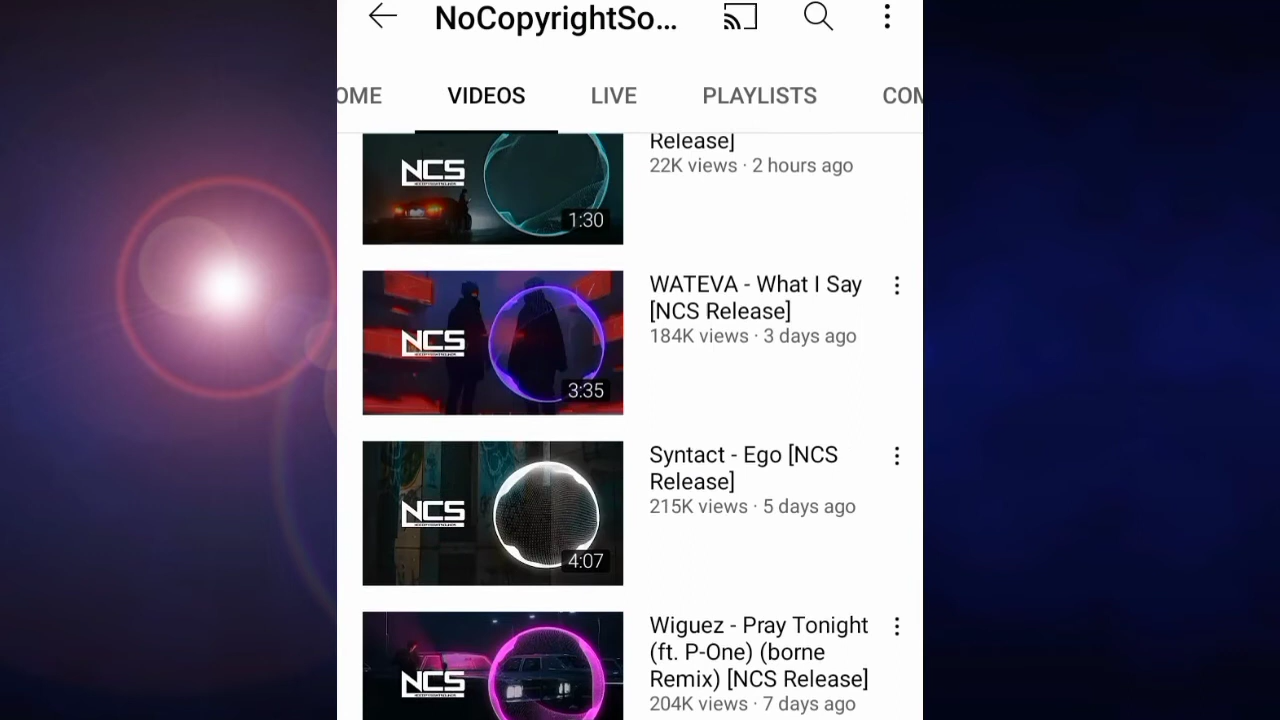 NoCopyrightSo...
OME
VIDEOS
LIVE
PLAYLISTS
COM
Release]
22K views · 2 hours ago
NCS
1:30
WATEVA - What I Say
[NCS Release]
184K views · 3 days ago
NCS
3:35
Syntact - Ego [NCS
Release]
215K views · 5 days ago
NCS
4:07
Wiguez - Pray Tonight
(ft. P-One) (borne
Remix) [NCS Release]
204K views · 7 days ago
NCS